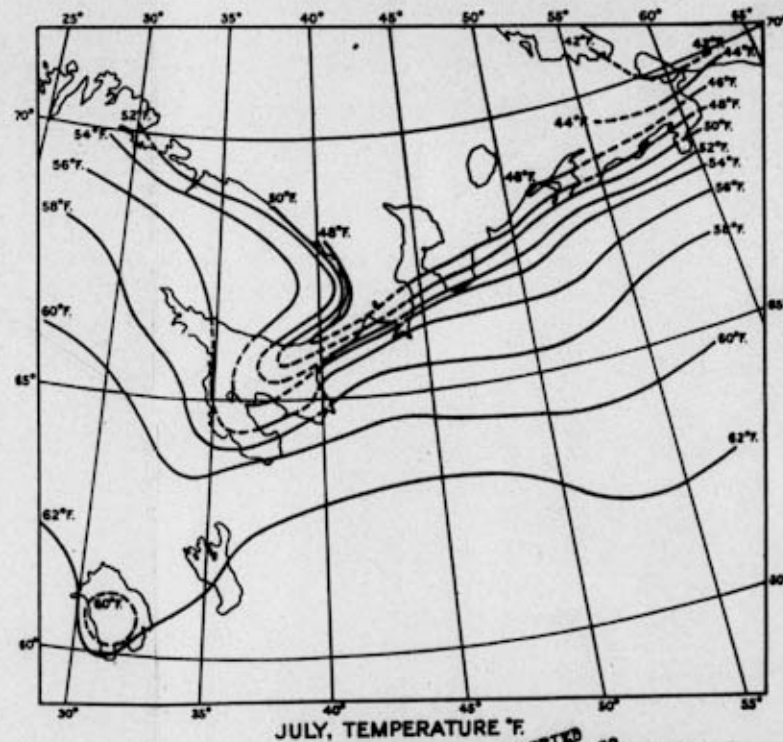 25° 30° 35° 40° 45° 50° 55° 60° 65° 70°
42°F. 42°F.
44°F.
46°F.
70° 52°F. 44°F. 48°F.
54°F. 50°F.
52°F.
56°F. 54°F.
50°F. 48°F. 56°F.
58°F. 48°F. 58°F.
65°
60°F. 60°F.
65°
62°F.
62°F.
60°F. 60°
60°
30° 35° 40° 45° 50° 55°
JULY, TEMPERATURE °F.